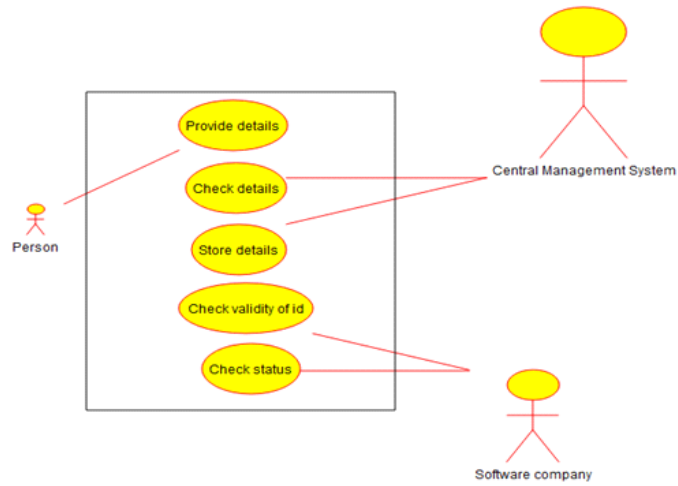 Provide details
Central Management System
Check details
Person
Store details
Check validity of id
Check status
Software company